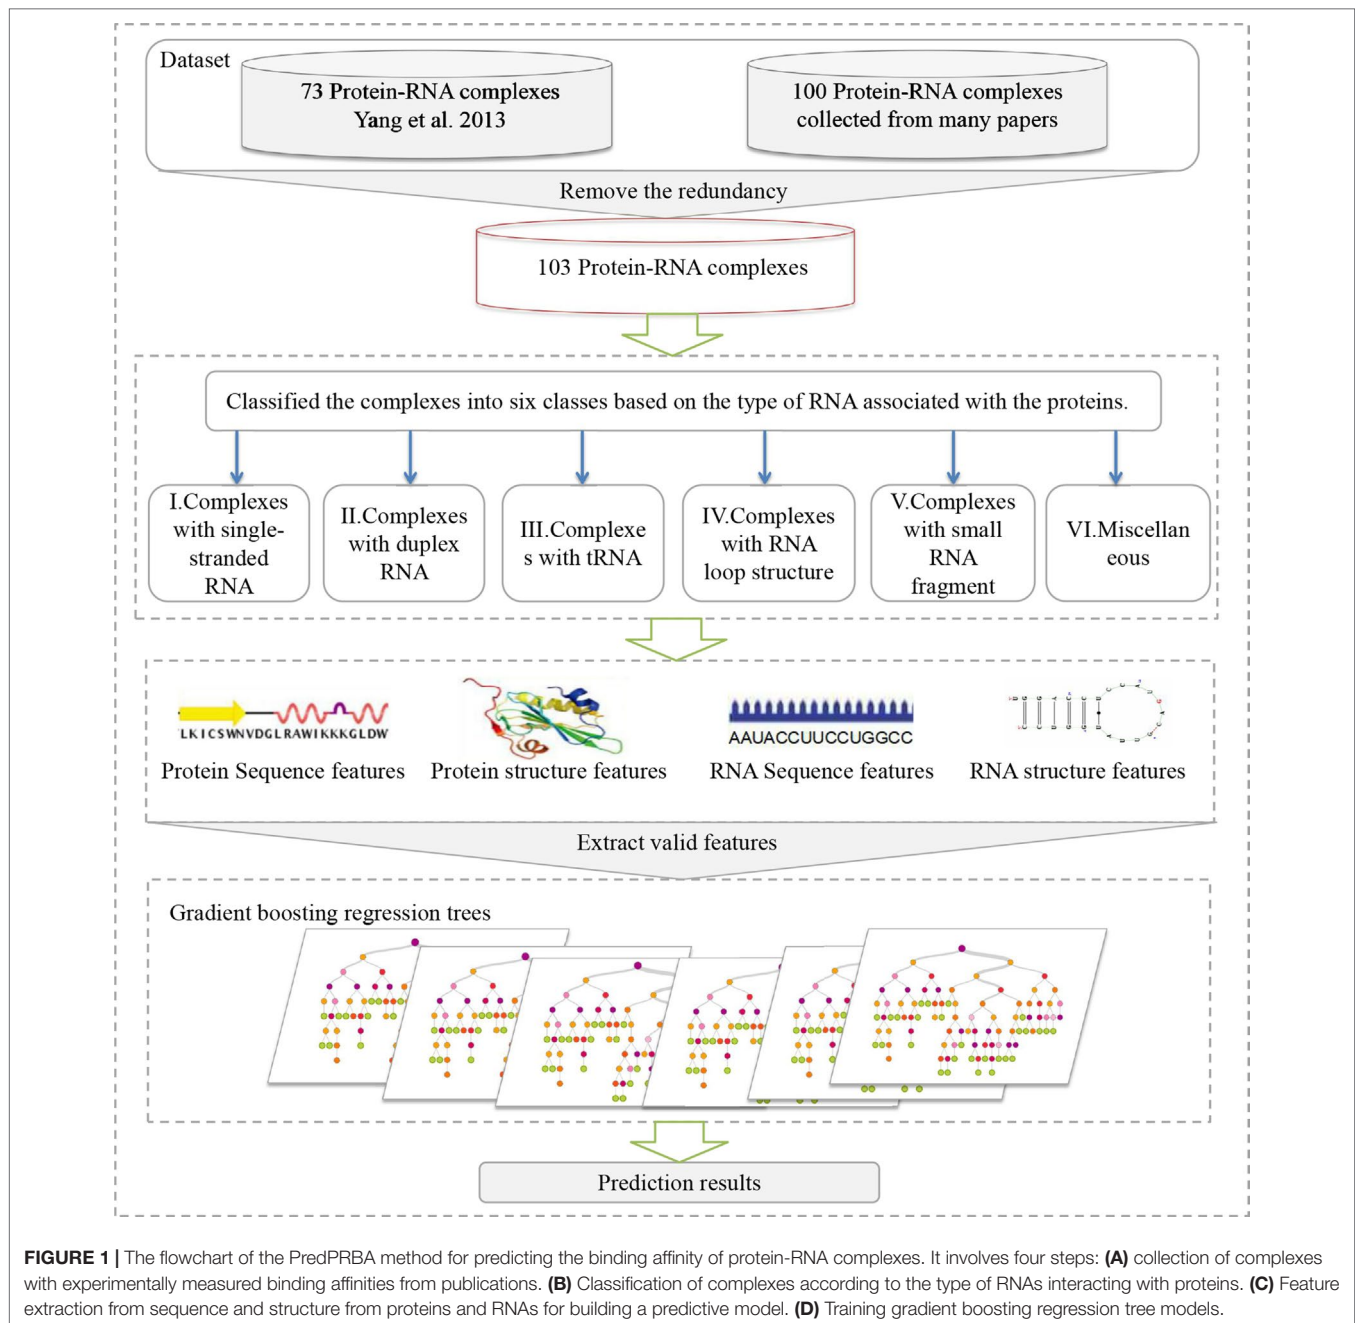 Dataset
73 Protein-RNA complexes
Yang et al. 2013
100 Protein-RNA complexes
collected from many papers
Remove the redundancy
103 Protein-RNA complexes
Classified the complexes into six classes based on the type of RNA associated with the proteins.
I.Complexes
with single-
stranded
RNA
II.Complexes
with duplex
RNA
III.Complexe
s with tRNA
IV.Complexes
with RNA
loop structure
V.Complexes
with small
RNA
fragment
VI.Miscellan
eous
LKICSWNVDGLRAWIKKKGLDW
Protein Sequence features
Protein structure features
AAUACCUUCCUGGCC
RNA Sequence features
RNA structure features
Extract valid features
Gradient boosting regression trees
Prediction results
FIGURE 1 | The flowchart of the PredPRBA method for predicting the binding affinity of protein-RNA complexes. It involves four steps: (A) collection of complexes
with experimentally measured binding affinities from publications. (B) Classification of complexes according to the type of RNAs interacting with proteins. (C) Feature
extraction from sequence and structure from proteins and RNAs for building a predictive model. (D) Training gradient boosting regression tree models.